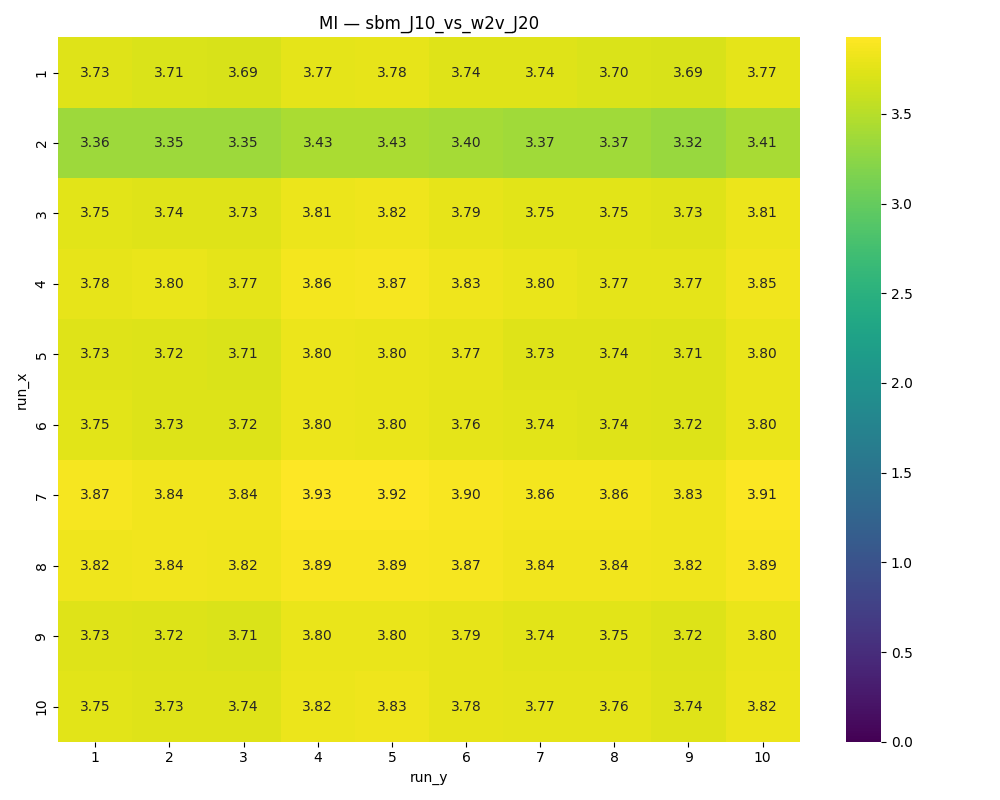 MI — sbm_J10_vs_w2v_J20
1 3.73 3.71 3.69 3.77 3.78 3.74 3.74 3.70 3.69 3.77
2 3.36 3.35 3.35 3.43 3.43 3.40 3.37 3.37 3.32 3.41
3 3.75 3.74 3.73 3.81 3.82 3.79 3.75 3.75 3.73 3.81
4 3.78 3.80 3.77 3.86 3.87 3.83 3.80 3.77 3.77 3.85
5 3.73 3.72 3.71 3.80 3.80 3.77 3.73 3.74 3.71 3.80
6 3.75 3.73 3.72 3.80 3.80 3.76 3.74 3.74 3.72 3.80
7 3.87 3.84 3.84 3.93 3.92 3.90 3.86 3.86 3.83 3.91
8 3.82 3.84 3.82 3.89 3.89 3.87 3.84 3.84 3.82 3.89
9 3.73 3.72 3.71 3.80 3.80 3.79 3.74 3.75 3.72 3.80
10 3.75 3.73 3.74 3.82 3.83 3.78 3.77 3.76 3.74 3.82
1 2 3 4 5 6 7 8 9 10
run_x
run_y
3.5
3.0
2.5
2.0
1.5
1.0
0.5
0.0